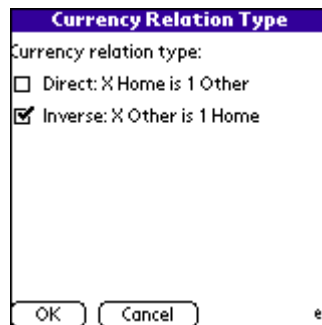 Currency Relation Type
Currency relation type:
Direct: X Home is 1 Other
Inverse: X Other is 1 Home
OK Cancel e